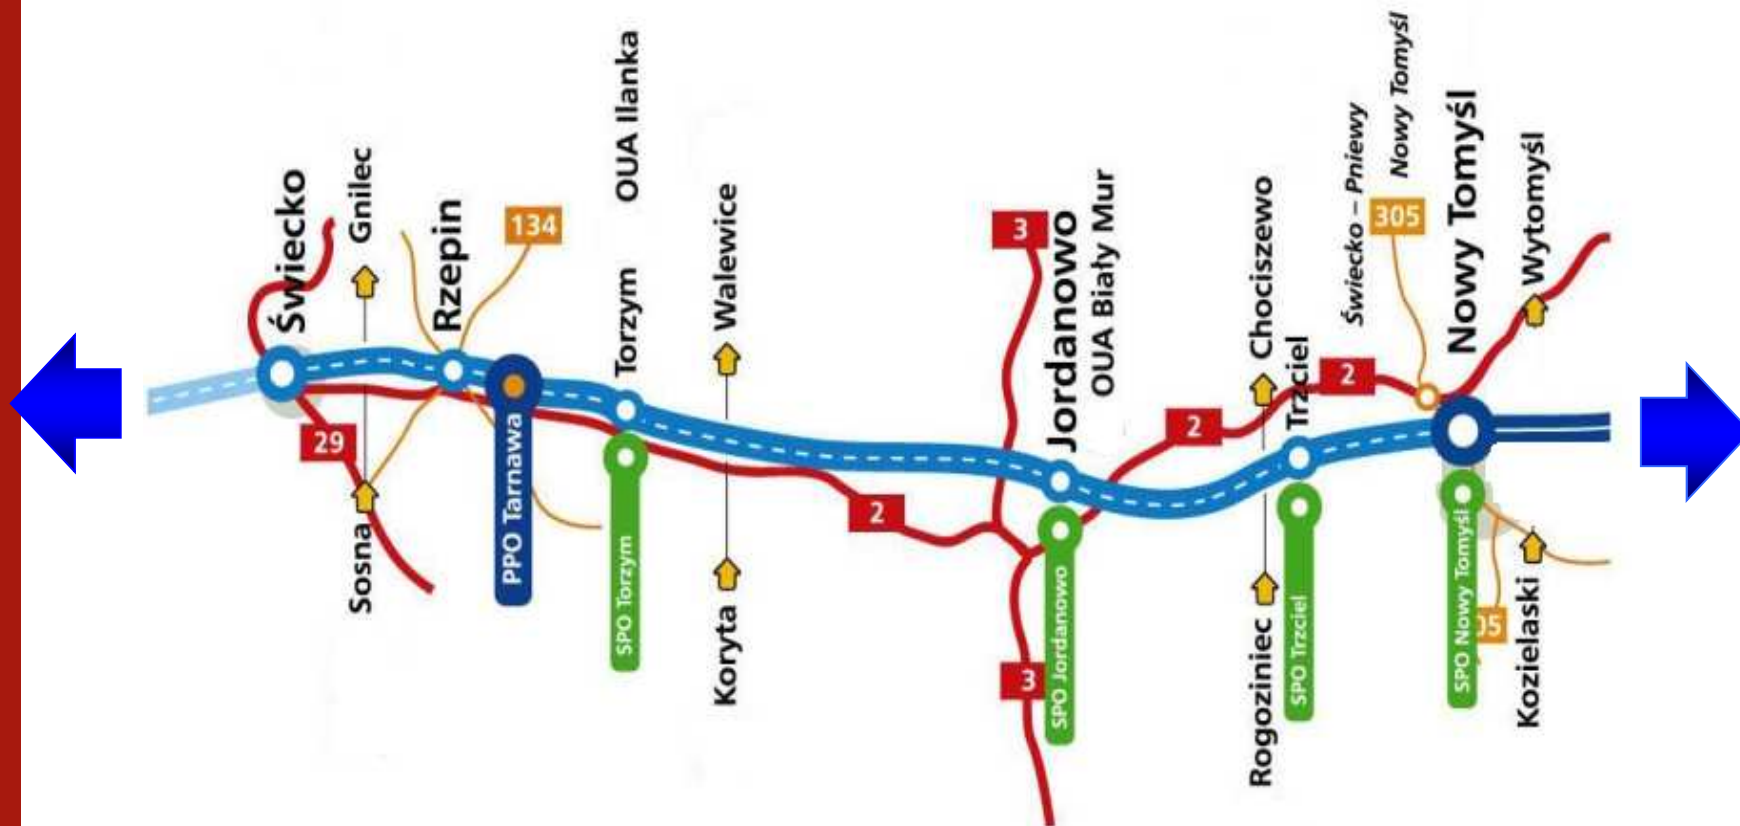 Świecko
Gnilec
Rzepin
134
OUA Ilanka
Torzym
Walewice
3
Jordanowo
OUA Biały Mur
Chociszewo
Trzciel
Świecko – Pniewy
Nowy Tomyśl
305
Nowy Tomyśl
Wytomyśl
2
2
29
2
Sosna
PPO Tarnawa
SPO Torzym
Koryta
3
SPO Jordanowo
Rogoziniec
SPO Trzciel
SPO Nowy Tomyśl
05
Kozielaski